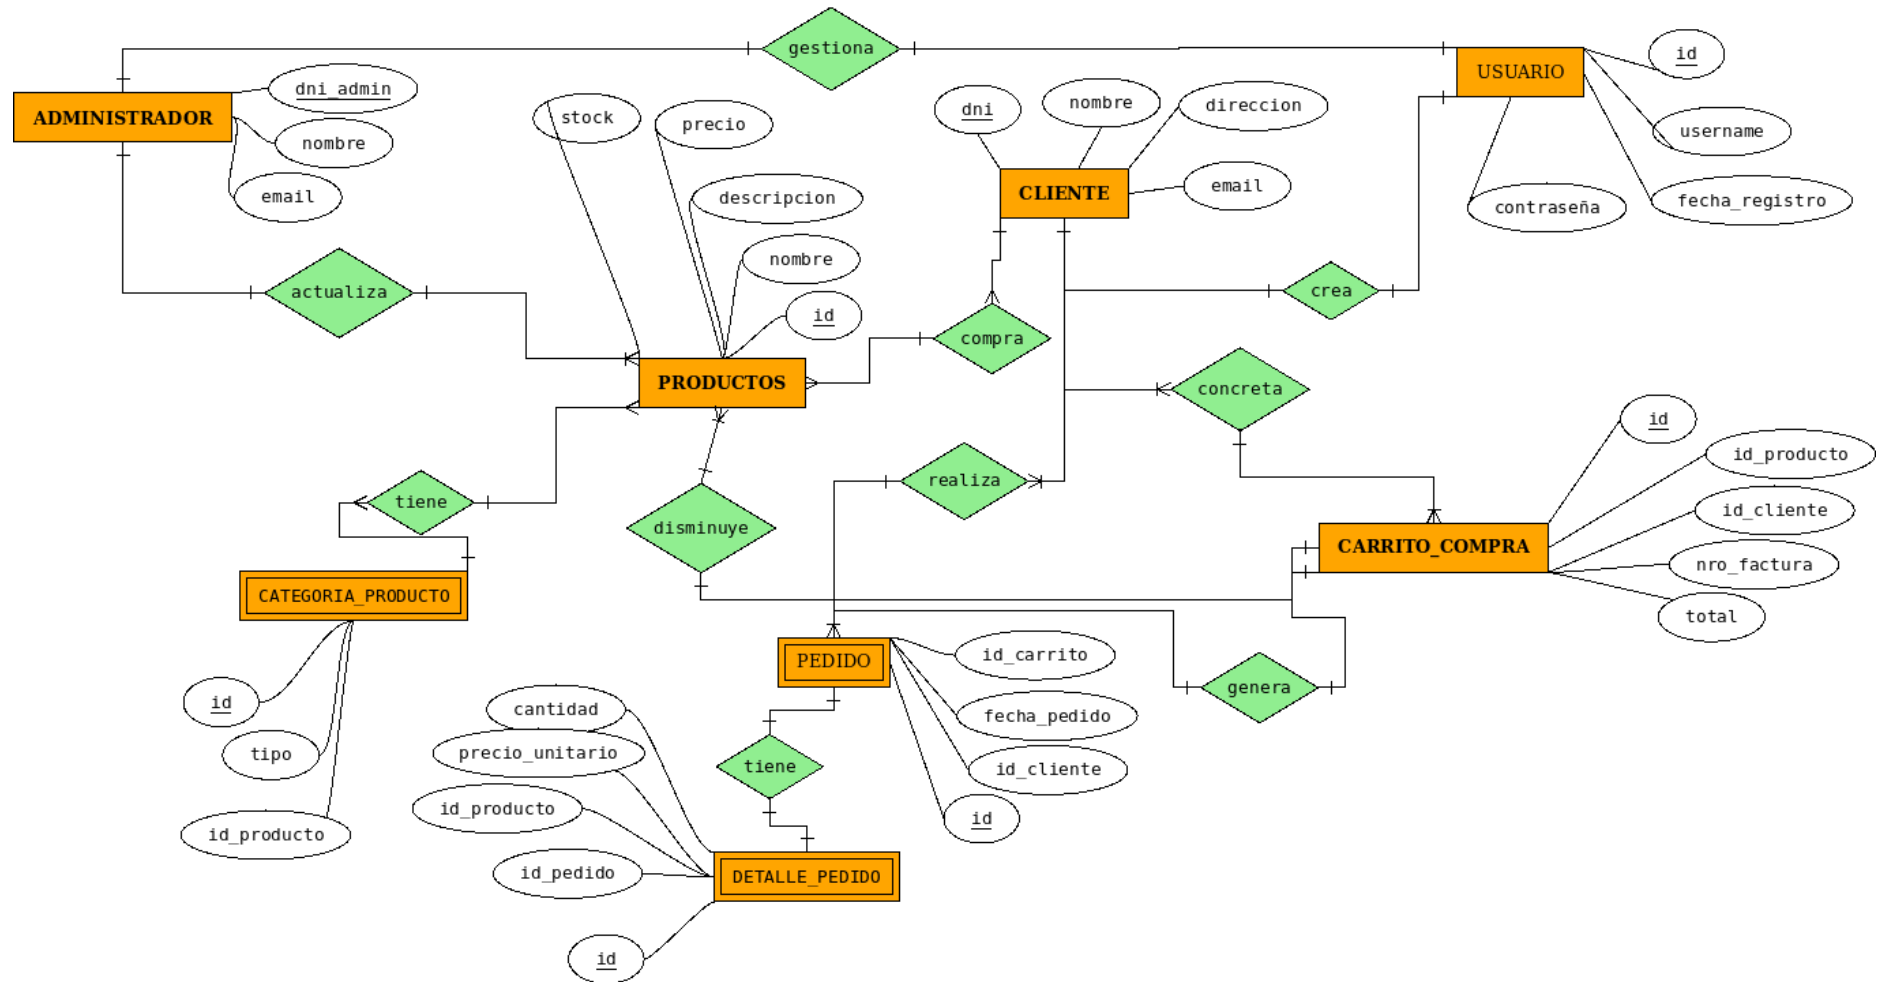 gestiona
id
USUARIO
dni_admin
ADMINISTRADOR
nombre
email
stock
precio
descripcion
nombre
id
dni
nombre
direccion
CLIENTE
email
username
contraseña
fecha_registro
actualiza
crea
compra
PRODUCTOS
concreta
id
id_producto
id_cliente
nro_factura
total
tiene
realiza
disminuye
CARRITO_COMPRA
CATEGORIA_PRODUCTO
id
tipo
id_producto
PEDIDO
id_carrito
fecha_pedido
id_cliente
id
genera
cantidad
precio_unitario
id_producto
id_pedido
id
tiene
DETALLE_PEDIDO